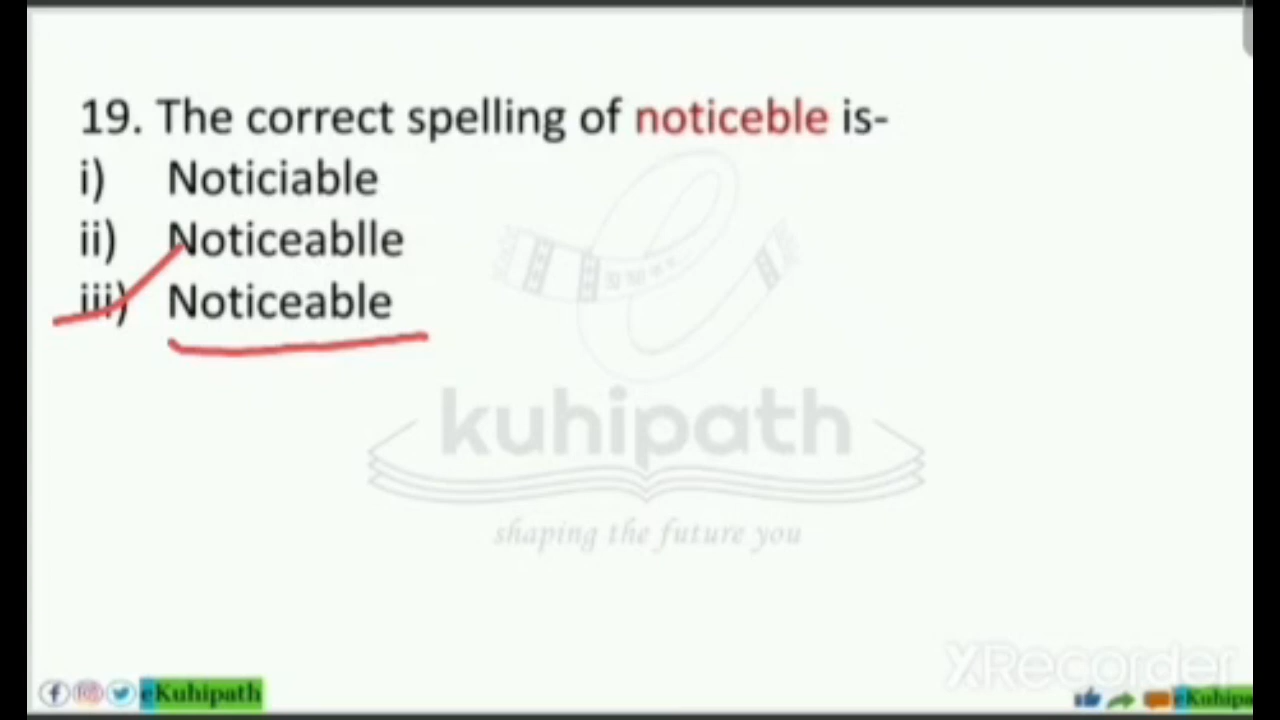 19. The correct spelling of noticeble is-
i) Noticiable
ii) Noticeablle
iii) Noticeable
kuhipath
shaping the future you
XRecorder
eKuhipath
eKuhipa